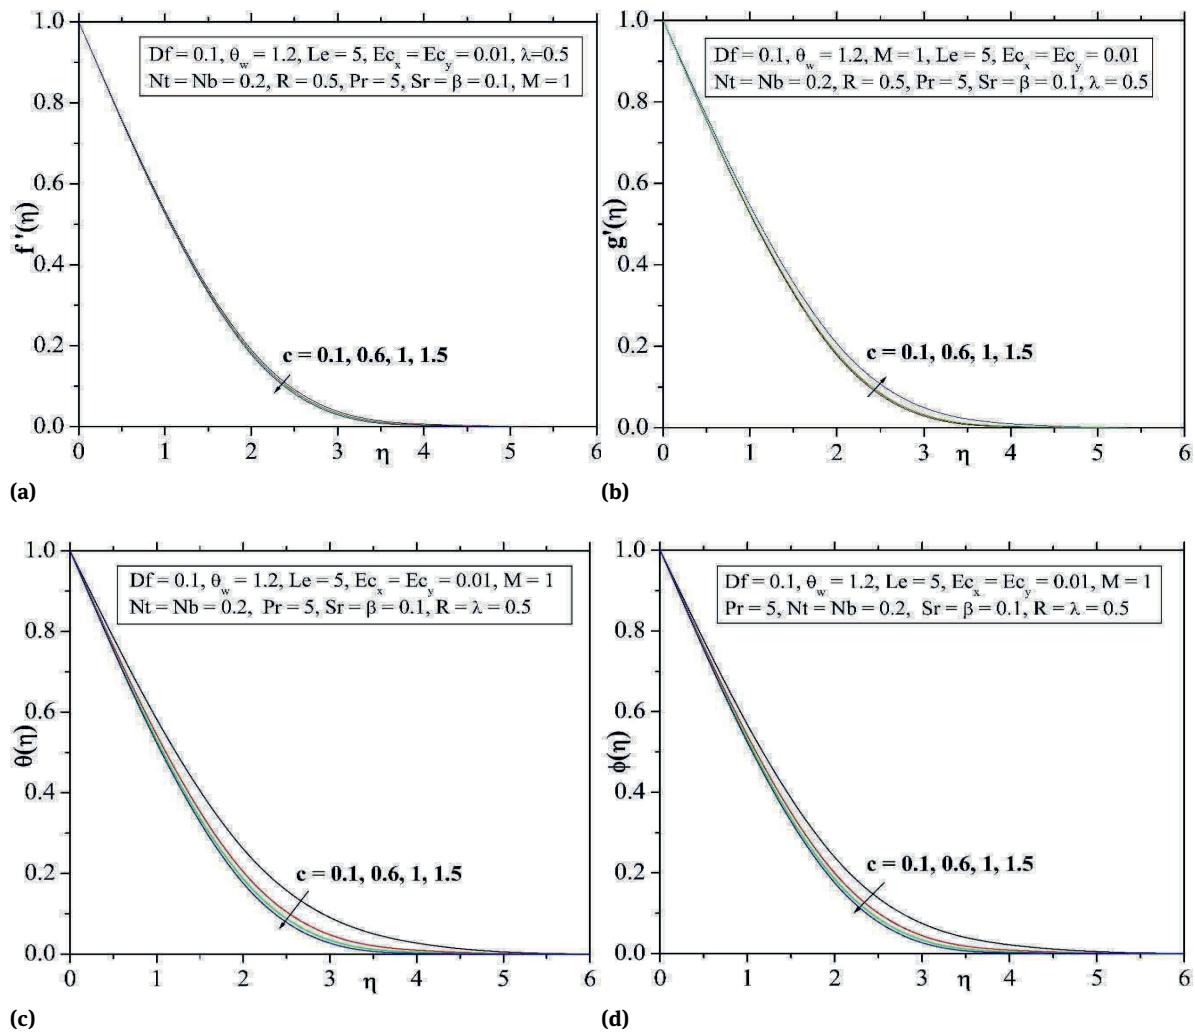 1.0
Df = 0.1, θw = 1.2, Le = 5, Ecx = Ecy = 0.01, λ=0.5
Nt = Nb = 0.2, R = 0.5, Pr = 5, Sr = β = 0.1, M = 1
0.8
0.6
f '(η)
0.4
0.2
c = 0.1, 0.6, 1, 1.5
0.0
0 1 2 3 4 5 6
η
(a)
1.0
Df = 0.1, θw = 1.2, M = 1, Le = 5, Ecx = Ecy = 0.01
Nt = Nb = 0.2, R = 0.5, Pr = 5, Sr = β = 0.1, λ = 0.5
0.8
0.6
g'(η)
0.4
0.2
c = 0.1, 0.6, 1, 1.5
0.0
0 1 2 3 4 5 6
η
(b)
1.0
Df = 0.1, θw = 1.2, Le = 5, Ecx = Ecy = 0.01, M = 1
Nt = Nb = 0.2, Pr = 5, Sr = β = 0.1, R = λ = 0.5
0.8
0.6
θ(η)
0.4
0.2
c = 0.1, 0.6, 1, 1.5
0.0
0 1 2 3 4 5 6
η
(c)
1.0
Df = 0.1, θw = 1.2, Le = 5, Ecx = Ecy = 0.01, M = 1
Pr = 5, Nt = Nb = 0.2, Sr = β = 0.1, R = λ = 0.5
0.8
0.6
ϕ(η)
0.4
0.2
c = 0.1, 0.6, 1, 1.5
0.0
0 1 2 3 4 5 6
η
(d)